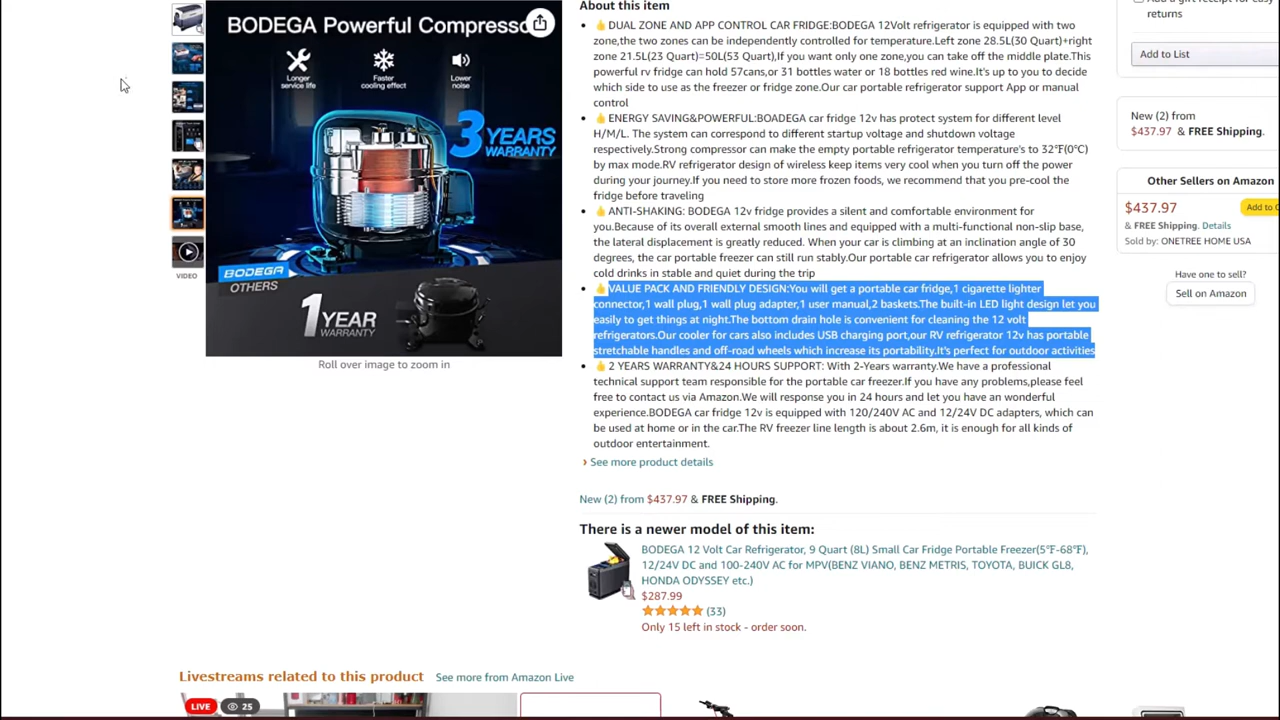 BODEGA Powerful Compresso
Longer
service life
Faster
cooling effect
Lower
noise
3 YEARS
WARRANTY
BODEGA
OTHERS
1 YEAR
WARRANTY
VIDEO
Roll over image to zoom in
About this item
👍DUAL ZONE AND APP CONTROL CAR FRIDGE:BODEGA 12Volt refrigerator is equipped with two
zone,the two zones can be independently controlled for temperature.Left zone 28.5L(30 Quart)+right
zone 21.5L(23 Quart)=50L(53 Quart),If you want only one zone,you can take off the middle plate.This
powerful rv fridge can hold 57cans,or 31 bottles water or 18 bottles red wine.It's up to you to decide
which side to use as the freezer or fridge zone.Our car portable refrigerator support App or manual
control
👍ENERGY SAVING&POWERFUL:BOADEGA car fridge 12v has protect system for different level
H/M/L. The system can correspond to different startup voltage and shutdown voltage
respectively.Strong compressor can make the empty portable refrigerator temperature's to 32℉(0℃)
by max mode.RV refrigerator design of wireless keep items very cool when you turn off the power
during your journey.If you need to store more frozen foods, we recommend that you pre-cool the
fridge before traveling
👍ANTI-SHAKING: BODEGA 12v fridge provides a silent and comfortable environment for
you.Because of its overall external smooth lines and equipped with a multi-functional non-slip base,
the lateral displacement is greatly reduced. When your car is climbing at an inclination angle of 30
degrees, the car portable freezer can still run stably.Our portable car refrigerator allows you to enjoy
cold drinks in stable and quiet during the trip
👍VALUE PACK AND FRIENDLY DESIGN:You will get a portable car fridge,1 cigarette lighter
connector,1 wall plug,1 wall plug adapter,1 user manual,2 baskets.The built-in LED light design let you
easily to get things at night.The bottom drain hole is convenient for cleaning the 12 volt
refrigerators.Our cooler for cars also includes USB charging port,our RV refrigerator 12v has portable
stretchable handles and off-road wheels which increase its portability.It's perfect for outdoor activities
👍2 YEARS WARRANTY&24 HOURS SUPPORT: With 2-Years warranty.We have a professional
technical support team responsible for the portable car freezer.If you have any problems,please feel
free to contact us via Amazon.We will response you in 24 hours and let you have an wonderful
experience.BODEGA car fridge 12v is equipped with 120/240V AC and 12/24V DC adapters, which can
be used at home or in the car.The RV freezer line length is about 2.6m, it is enough for all kinds of
outdoor entertainment.
› See more product details
New (2) from $437.97 & FREE Shipping.
There is a newer model of this item:
BODEGA 12 Volt Car Refrigerator, 9 Quart (8L) Small Car Fridge Portable Freezer(5℉-68℉),
12/24V DC and 100-240V AC for MPV(BENZ VIANO, BENZ METRIS, TOYOTA, BUICK GL8,
HONDA ODYSSEY etc.)
$287.99
(33)
Only 15 left in stock - order soon.
Add a gift receipt for easy
returns
Add to List
New (2) from
$437.97 & FREE Shipping.
Other Sellers on Amazon
$437.97
Add to C
& FREE Shipping. Details
Sold by: ONETREE HOME USA
Have one to sell?
Sell on Amazon
Livestreams related to this product See more from Amazon Live
LIVE 25